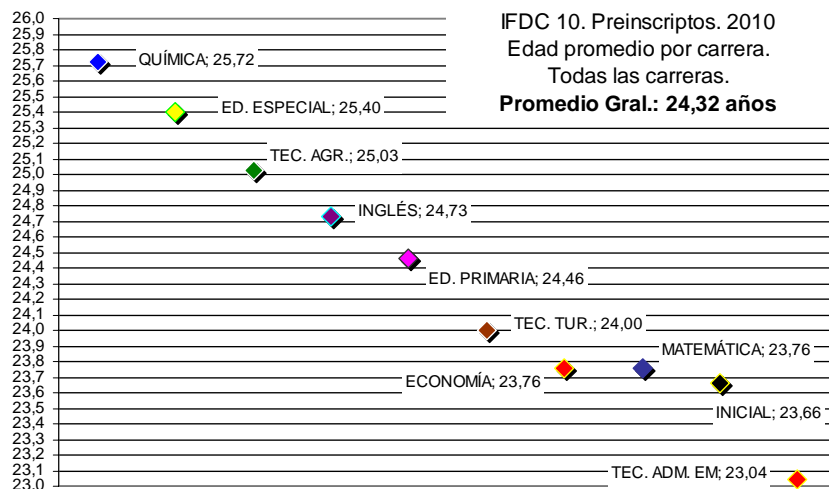 IFDC 10. Preinscriptos. 2010
Edad promedio por carrera.
Todas las carreras.
Promedio Gral.: 24,32 años
26,0
25,9
25,8
25,7
25,6
25,5
25,4
25,3
25,2
25,1
25,0
24,9
24,8
24,7
24,6
24,5
24,4
24,3
24,2
24,1
24,0
23,9
23,8
23,7
23,6
23,5
23,4
23,3
23,2
23,1
23,0
QUÍMICA; 25,72
ED. ESPECIAL; 25,40
TEC. AGR.; 25,03
INGLÉS; 24,73
ED. PRIMARIA; 24,46
TEC. TUR.; 24,00
MATEMÁTICA; 23,76
ECONOMÍA; 23,76
INICIAL; 23,66
TEC. ADM. EM; 23,04